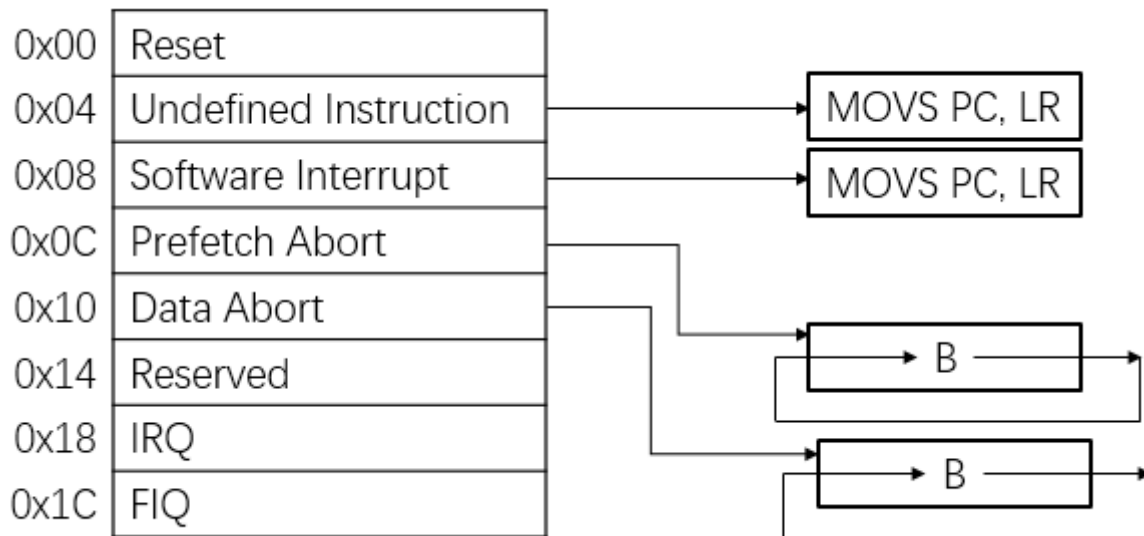 0x00 Reset
0x04 Undefined Instruction MOVS PC, LR
0x08 Software Interrupt MOVS PC, LR
0x0C Prefetch Abort
0x10 Data Abort
0x14 Reserved B
0x18 IRQ
0x1C FIQ B